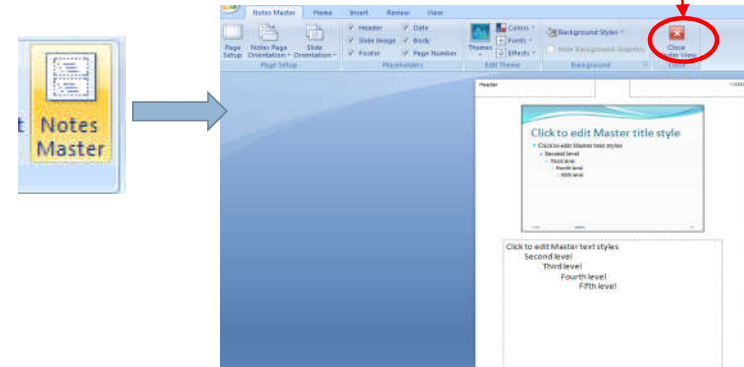 t Notes
Master
Notes Master Home Insert Review View
Page Setup
Notes Page Orientation
Slide Orientation
Page Setup
Header
Slide Image
Footer
Date
Body
Page Number
Placeholders
Themes
Colors
Fonts
Effects
Edit Theme
Background Styles
Hide Background Graphics
Background
Close
Master View
Close
Header
Click to edit Master title style
Click to edit Master text styles
Second level
Third level
Fourth level
Fifth level
Click to edit Master text styles
Second level
Third level
Fourth level
Fifth level